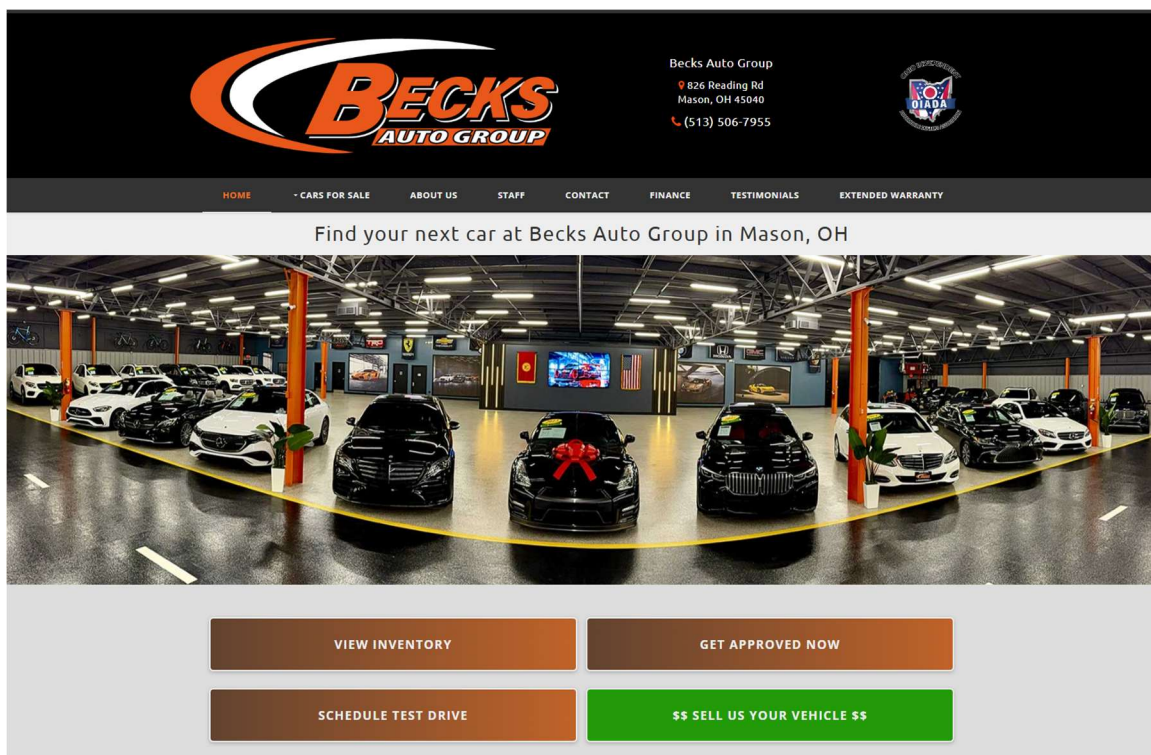 BECKS
AUTO GROUP
Becks Auto Group
826 Reading Rd
Mason, OH 45040
(513) 506-7955
OIADA
HOME
CARS FOR SALE
ABOUT US
STAFF
CONTACT
FINANCE
TESTIMONIALS
EXTENDED WARRANTY
Find your next car at Becks Auto Group in Mason, OH
TRD
VIEW INVENTORY
GET APPROVED NOW
SCHEDULE TEST DRIVE
$$ SELL US YOUR VEHICLE $$